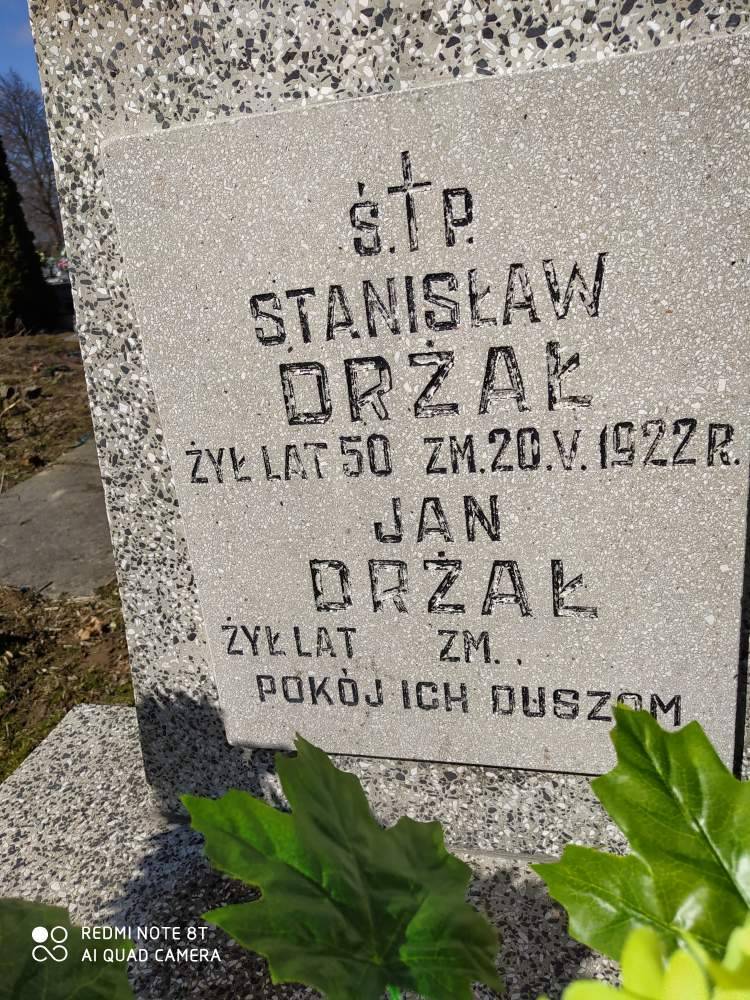 Ś.†P.
STANISŁAW
DRŻAŁ
ŻYŁ LAT 50 ZM. 20.V. 1922 R.
JAN
DRŻAŁ
ŻYŁ LAT ZM. .
POKÓJ ICH DUSZOM
REDMI NOTE 8T
AI QUAD CAMERA